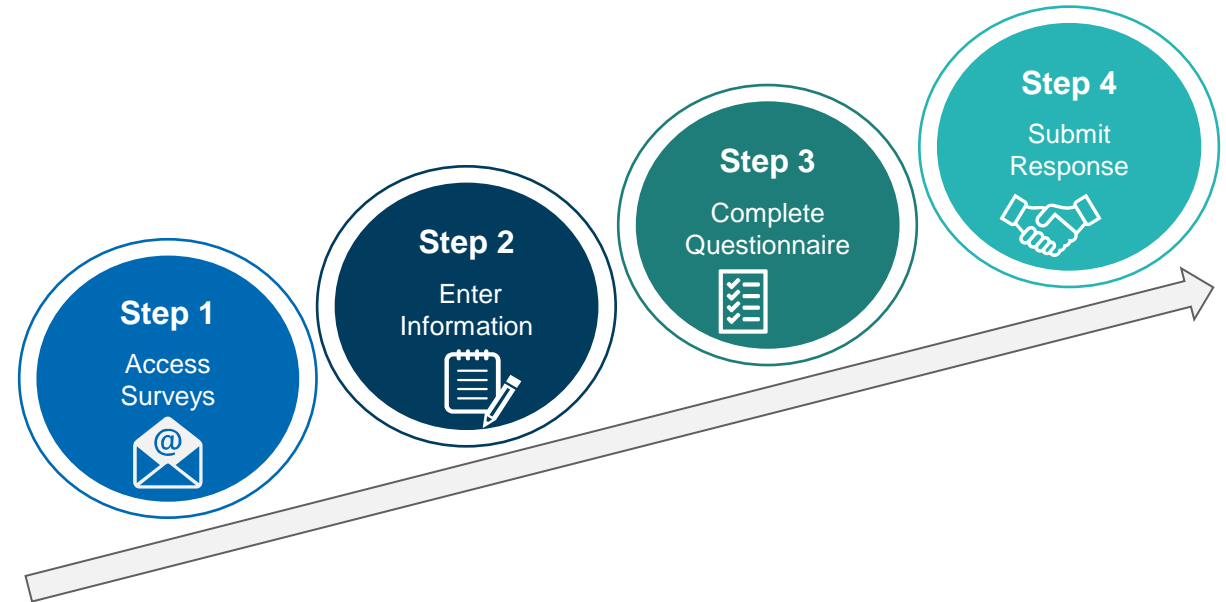 Step 1
Access
Surveys
@
Step 2
Enter
Information
Step 3
Complete
Questionnaire
Step 4
Submit
Response